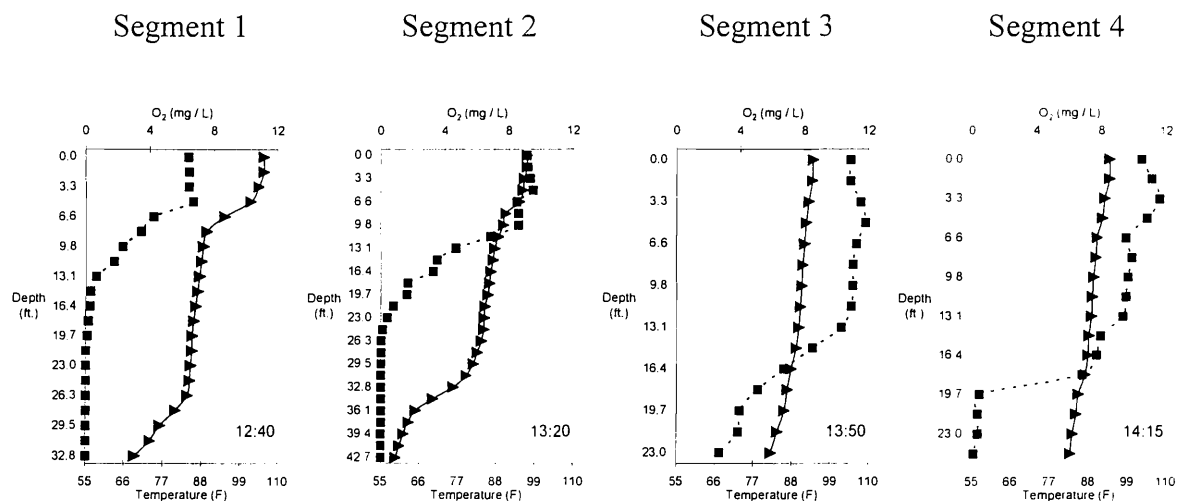 Segment 1
Segment 2
Segment 3
Segment 4
O2 (mg / L)
0 4 8 12
0.0
3.3
6.6
9.8
13.1
Depth
(ft.)
16.4
19.7
23.0
26.3
29.5
32.8
12:40
55 66 77 88 99 110
Temperature (F)
O2 (mg / L)
0 4 8 12
0 0
3.3
6 6
9 8
13 1
16.4
Depth
(ft.)
19.7
23.0
26 3
29.5
32.8
36 1
39 4
42.7
13:20
55 66 77 88 99 110
Temperature (F)
O2 (mg / L)
0 4 8 12
0.0
3.3
6.6
9.8
Depth
(ft.)
13.1
16.4
19.7
23.0
13:50
55 66 77 88 99 110
Temperature (F)
O2 (mg / L)
0 4 8 12
0 0
3.3
6 6
9 8
Depth
(ft.)
13 1
16 4
19.7
23 0
14:15
55 66 77 88 99 110
Temperature (F)